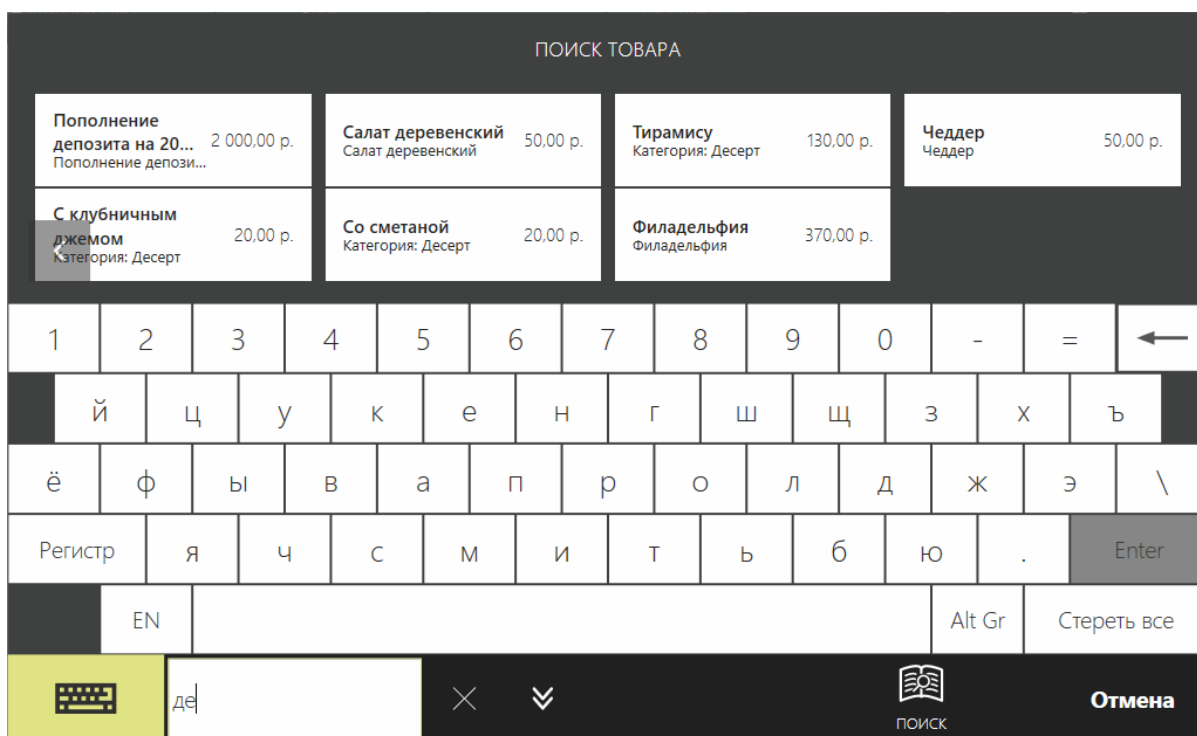 ПОИСК ТОВАРА
Пополнение
депозита на 20... 2 000,00 р.
Пополнение депози...
Салат деревенский 50,00 р.
Салат деревенский
Тирамису 130,00 р.
Категория: Десерт
Чеддер 50,00 р.
Чеддер
С клубничным
джемом 20,00 р.
Категория: Десерт
Со сметаной 20,00 р.
Категория: Десерт
Филадельфия 370,00 р.
Филадельфия
1 2 3 4 5 6 7 8 9 0 - =
й ц у к е н г ш щ з х ъ
ё ф ы в а п р о л д ж э \
Регистр я ч с м и т ь б ю . Enter
EN Alt Gr Стереть все
де
ПОИСК
Отмена